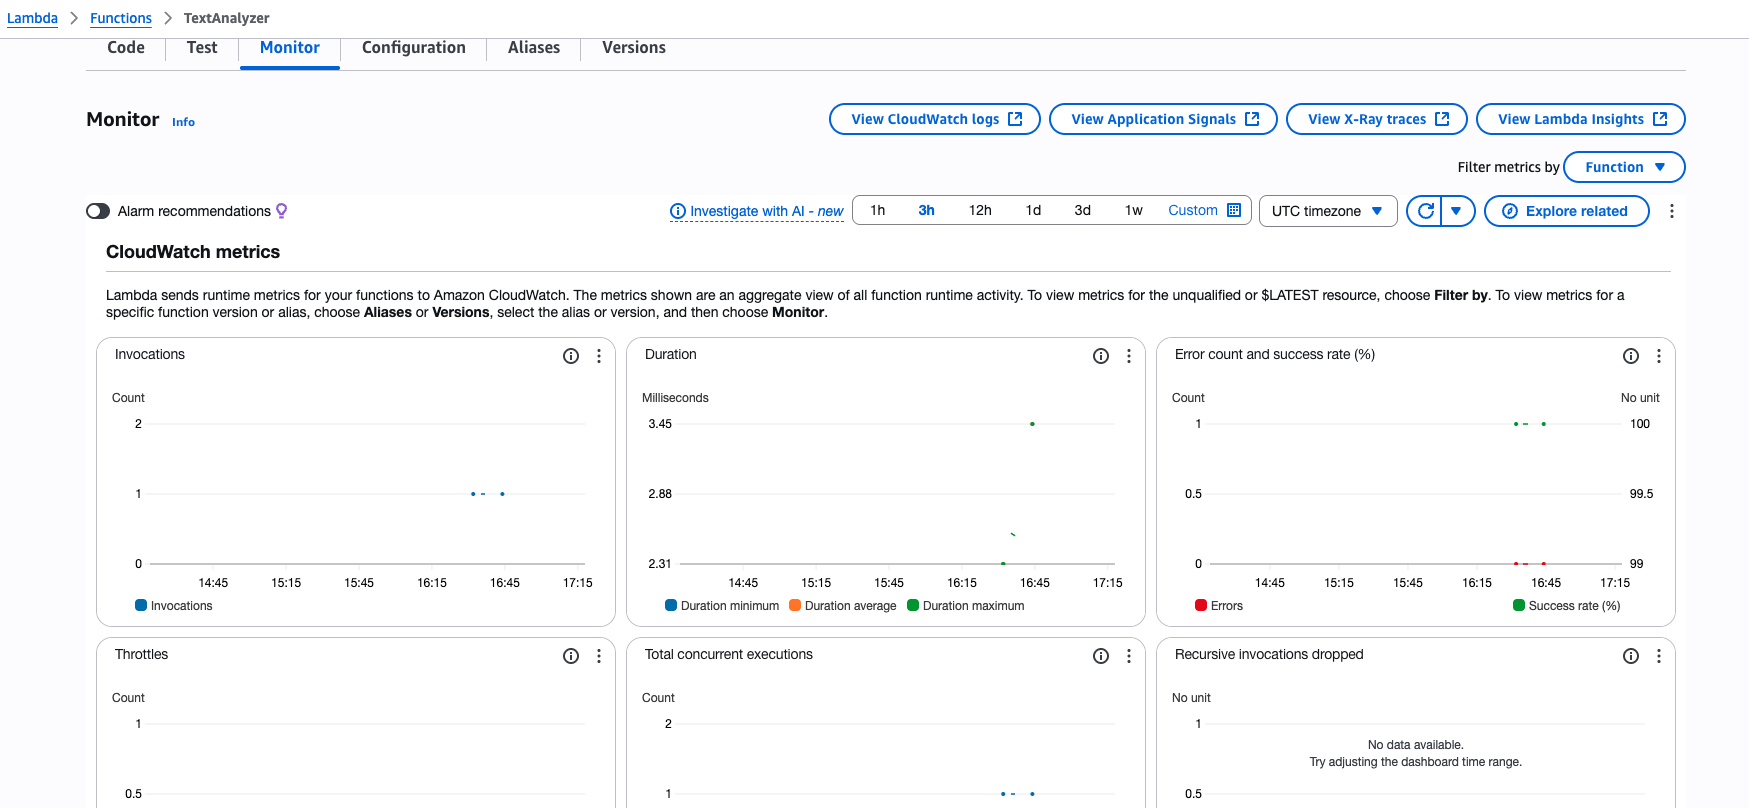 Lambda > Functions > TextAnalyzer
Code Test Monitor Configuration Aliases Versions
Monitor Info
View CloudWatch logs View Application Signals View X-Ray traces View Lambda Insights
Filter metrics by Function
Alarm recommendations Investigate with AI - new 1h 3h 12h 1d 3d 1w Custom UTC timezone Explore related
CloudWatch metrics
Lambda sends runtime metrics for your functions to Amazon CloudWatch. The metrics shown are an aggregate view of all function runtime activity. To view metrics for the unqualified or $LATEST resource, choose Filter by. To view metrics for a
specific function version or alias, choose Aliases or Versions, select the alias or version, and then choose Monitor.
Invocations
Count
2
1
0
14:45 15:15 15:45 16:15 16:45 17:15
Invocations
Duration
Milliseconds
3.45
2.88
2.31
14:45 15:15 15:45 16:15 16:45 17:15
Duration minimum Duration average Duration maximum
Error count and success rate (%)
Count No unit
1 100
0.5 99.5
0 99
14:45 15:15 15:45 16:15 16:45 17:15
Errors Success rate (%)
Throttles
Count
1
0.5
Total concurrent executions
Count
2
1
Recursive invocations dropped
No unit
1
No data available.
Try adjusting the dashboard time range.
0.5